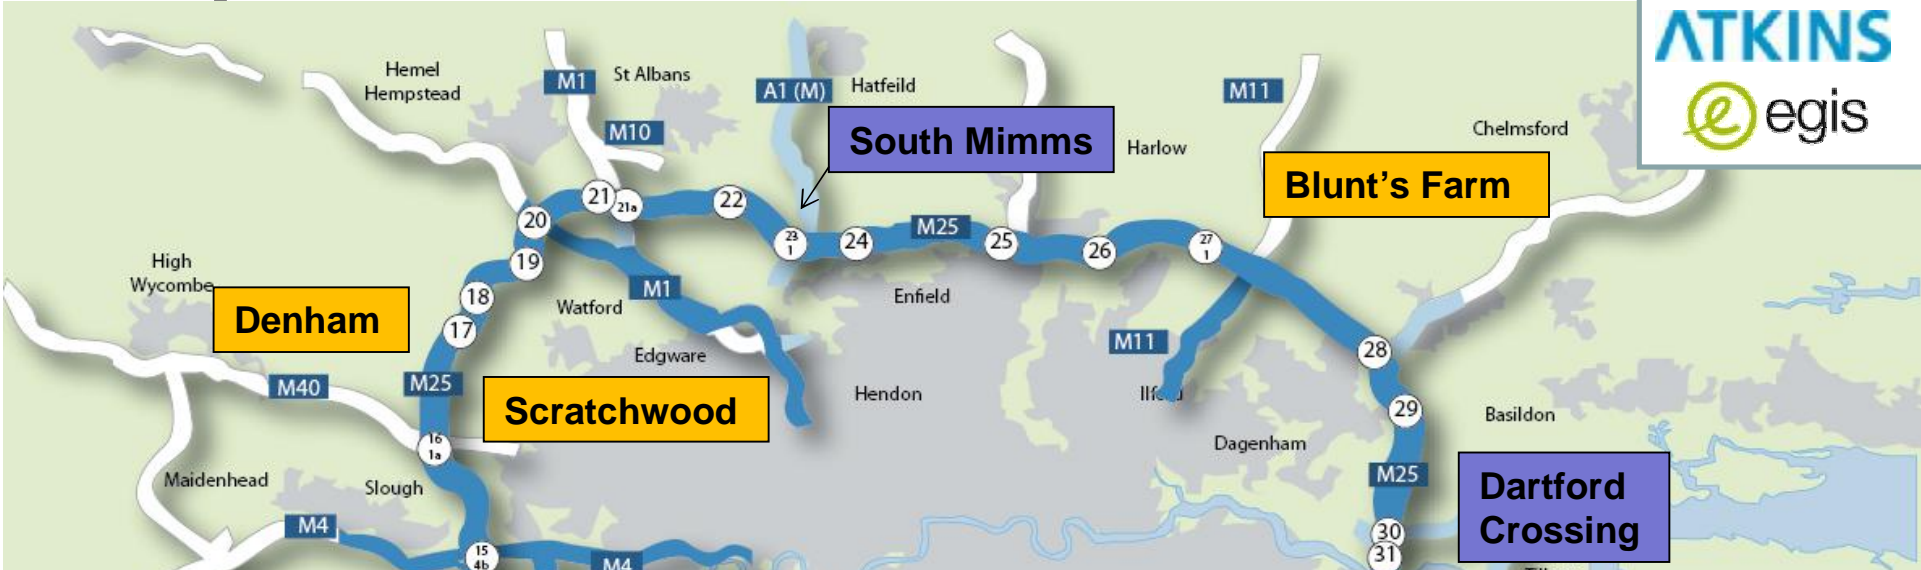 ATKINS
egis
Hemel
Hempstead
M1
St Albans
A1 (M)
Hatfeild
M11
Chelmsford
M10
South Mimms
Harlow
Blunt's Farm
21
21a
22
20
23
1
24
M25
25
26
27
1
19
High
Wycombe
18
M1
Enfield
Denham
17
Watford
M11
28
Edgware
M40
M25
Hendon
Scratchwood
29
Basildon
16
1a
Dagenham
Maidenhead
Slough
M25
Dartford
Crossing
M4
30
15
4b
M4
31